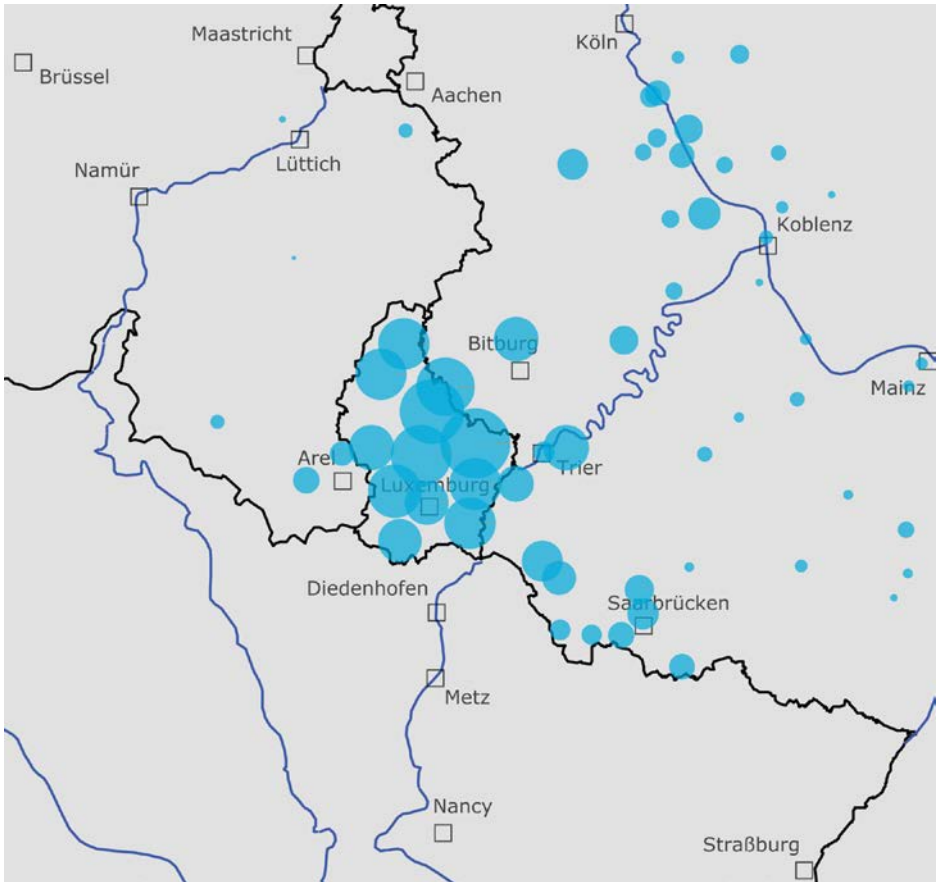 Maastricht
Köln
Brüssel
Aachen
Lüttich
Namür
Koblenz
Bitburg
Mainz
Arel
Trier
Luxemburg
Diedenhofen
Saarbrücken
Metz
Nancy
Straßburg